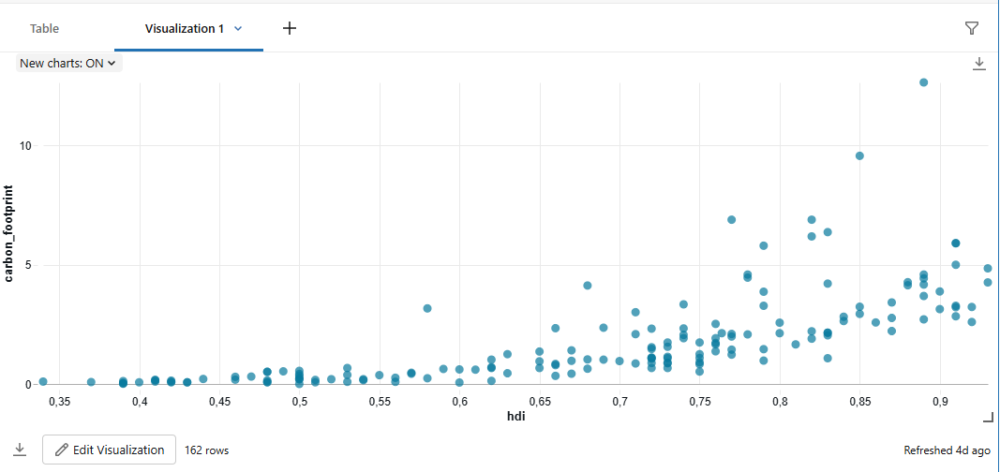 Table
Visualization 1
New charts: ON
carbon_footprint
10
5
0
0,35 0,4 0,45 0,5 0,55 0,6 0,65 0,7 0,75 0,8 0,85 0,9
hdi
Edit Visualization
162 rows
Refreshed 4d ago